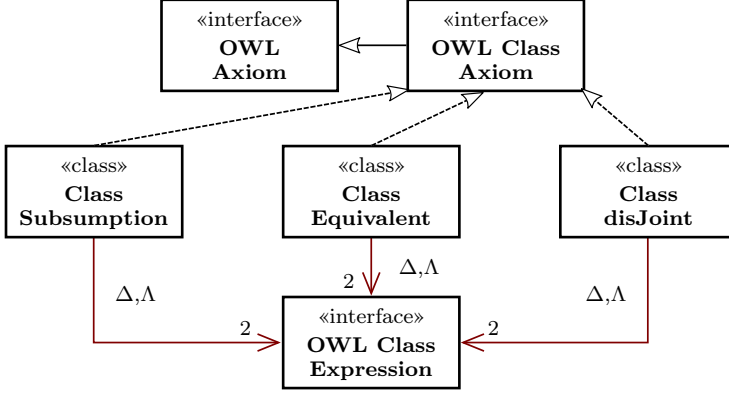 «interface»
OWL
Axiom
«interface»
OWL Class
Axiom
«class»
Class
Subsumption
«class»
Class
Equivalent
«class»
Class
disJoint
Δ,Λ
2
Δ,Λ
2
Δ,Λ
2
«interface»
OWL Class
Expression